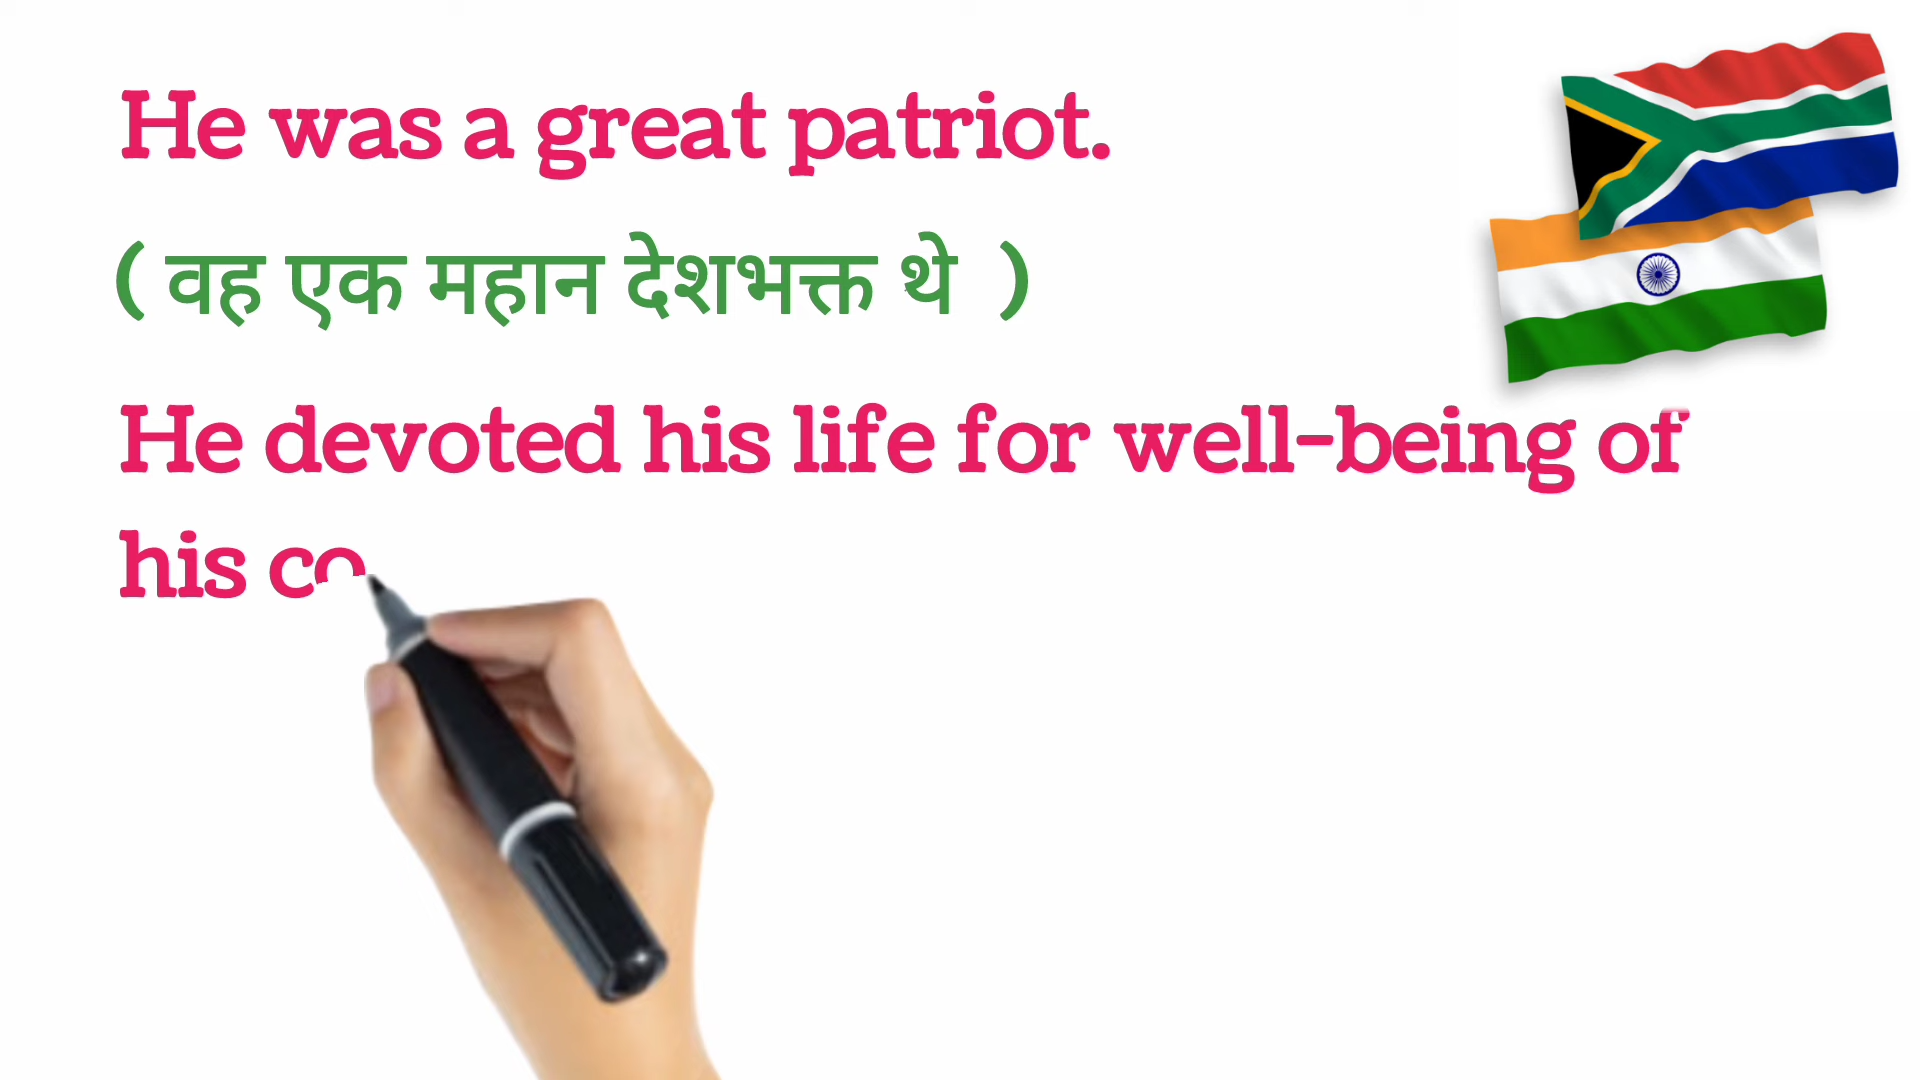 He was a great patriot.
( वह एक महान देशभक्त थे )
He devoted his life for well-being of
his co